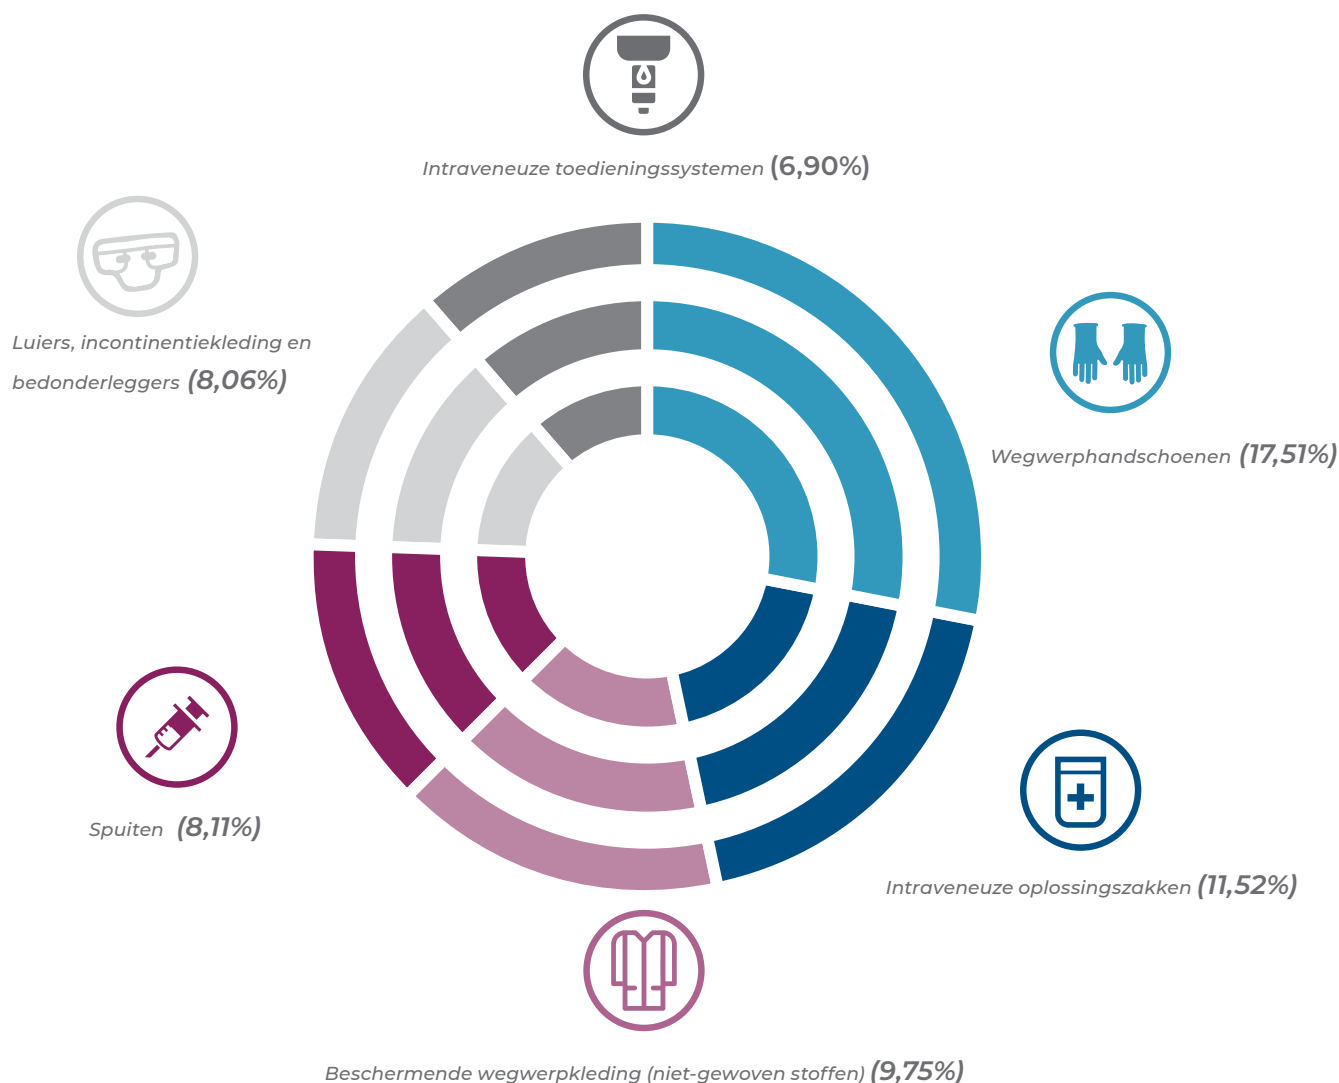 Intraveneuze toedieningssystemen (6,90%)
Luiers, incontinentiekleding en
bedonderleggers (8,06%)
Wegwerphandschoenen (17,51%)
Spuiten (8,11%)
Intraveneuze oplossingszakken (11,52%)
Beschermende wegwerpkleding (niet-gewoven stoffen) (9,75%)